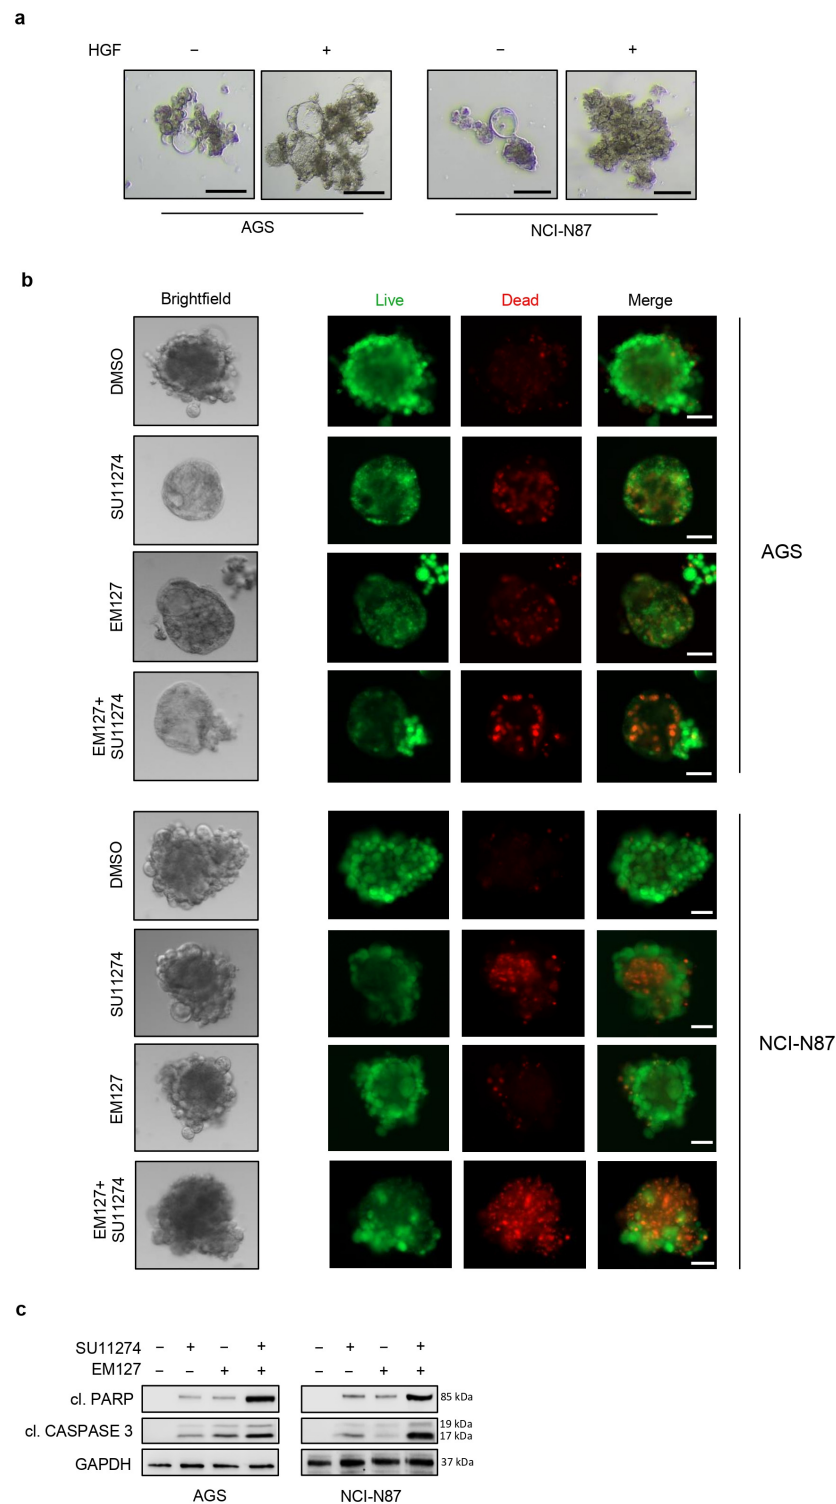 a
HGF – + – +
AGS NCI-N87
b
Brightfield Live Dead Merge
DMSO
SU11274
EM127
EM127+
SU11274
AGS
DMSO
SU11274
EM127
EM127+
SU11274
NCI-N87
c
SU11274 – + – + – + – +
EM127 – – + + – – + +
cl. PARP 85 kDa
cl. CASPASE 3 19 kDa
17 kDa
GAPDH 37 kDa
AGS NCI-N87